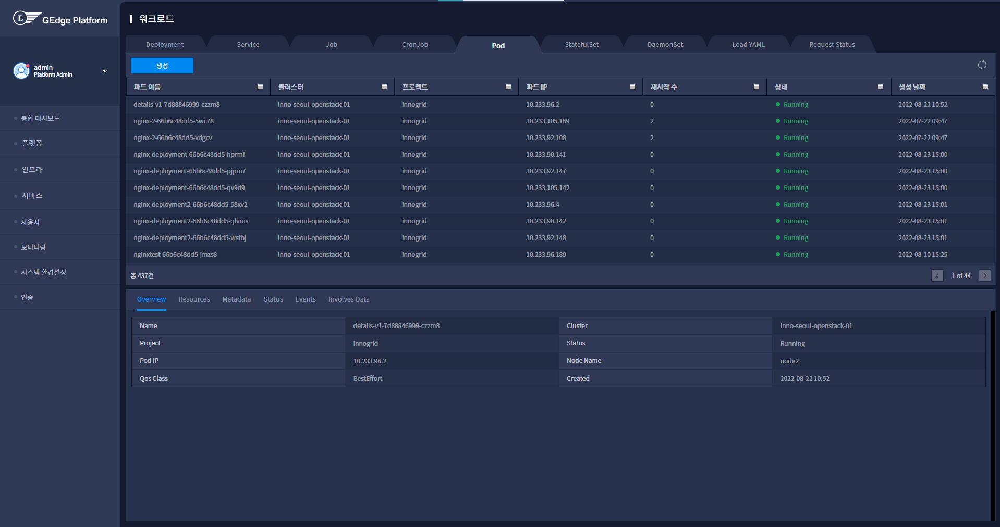 E GEdge Platform
admin
Platform Admin
통합 대시보드
플랫폼
인프라
서비스
사용자
모니터링
시스템 환경설정
인증
워크로드
Deployment Service Job CronJob Pod StatefulSet DaemonSet Load YAML Request Status
생성
파드 이름 클러스터 프로젝트 파드 IP 재시작 수 상태 생성 날짜
details-v1-7d88846999-czzm8 inno-seoul-openstack-01 innogrid 10.233.96.2 0 Running 2022-08-22 10:52
nginx-2-66b6c48dd5-5wc78 inno-seoul-openstack-01 innogrid 10.233.105.169 2 Running 2022-07-22 09:47
nginx-2-66b6c48dd5-vdgcv inno-seoul-openstack-01 innogrid 10.233.92.108 2 Running 2022-07-22 09:47
nginx-deployment-66b6c48dd5-hprmf inno-seoul-openstack-01 innogrid 10.233.90.141 0 Running 2022-08-23 15:00
nginx-deployment-66b6c48dd5-pjpm7 inno-seoul-openstack-01 innogrid 10.233.92.147 0 Running 2022-08-23 15:00
nginx-deployment-66b6c48dd5-qv9d9 inno-seoul-openstack-01 innogrid 10.233.105.142 0 Running 2022-08-23 15:00
nginx-deployment2-66b6c48dd5-58xv2 inno-seoul-openstack-01 innogrid 10.233.96.4 0 Running 2022-08-23 15:01
nginx-deployment2-66b6c48dd5-qlvms inno-seoul-openstack-01 innogrid 10.233.90.142 0 Running 2022-08-23 15:01
nginx-deployment2-66b6c48dd5-wsfbj inno-seoul-openstack-01 innogrid 10.233.92.148 0 Running 2022-08-23 15:01
nginxtest-66b6c48dd5-jmzs8 inno-seoul-openstack-01 innogrid 10.233.96.189 0 Running 2022-08-10 15:25
총 437건 < 1 of 44 >
Overview Resources Metadata Status Events Involves Data
Name details-v1-7d88846999-czzm8 Cluster inno-seoul-openstack-01
Project innogrid Status Running
Pod IP 10.233.96.2 Node Name node2
Qos Class BestEffort Created 2022-08-22 10:52